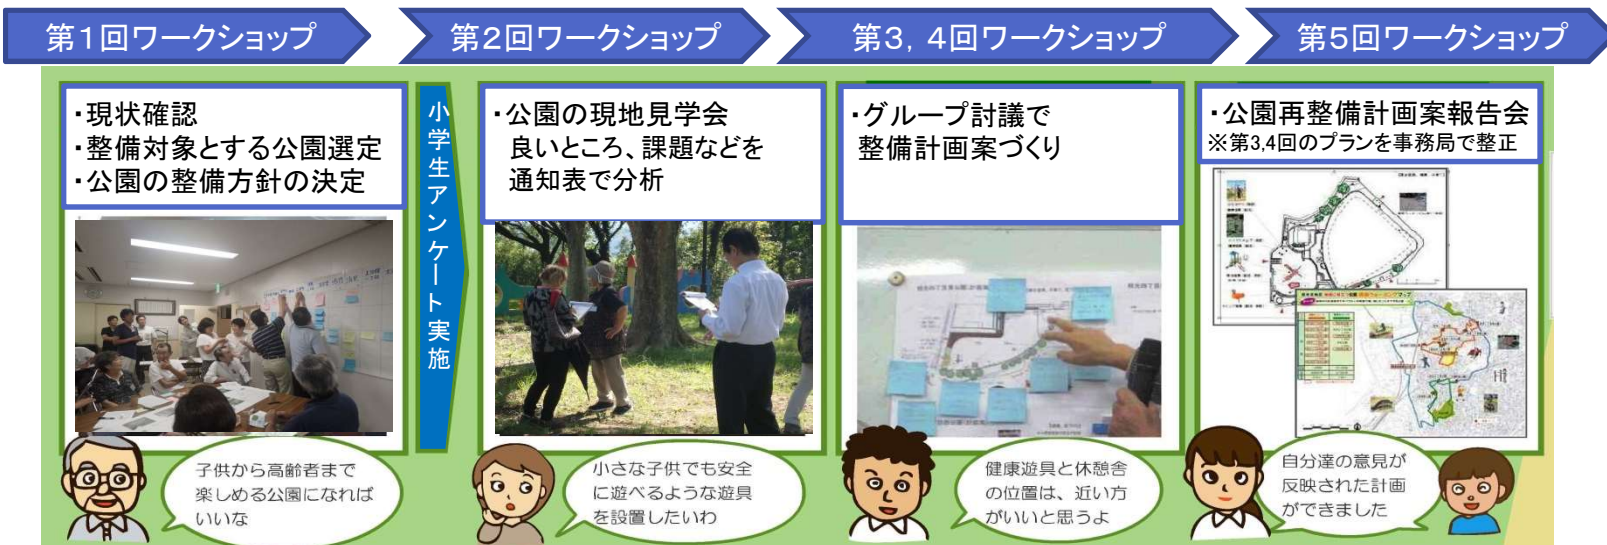 第１回ワークショップ
第２回ワークショップ
第３，４回ワークショップ
第５回ワークショップ
・現状確認
・整備対象とする公園選定
・公園の整備方針の決定
小学生アンケート実施
・公園の現地見学会
良いところ、課題などを
通知表で分析
・グループ討議で
整備計画案づくり
・公園再整備計画案報告会
※第3,4回のプランを事務局で整正
子供から高齢者まで
楽しめる公園になれば
いいな
小さな子供でも安全
に遊べるような遊具
を設置したいわ
健康遊具と休憩舎
の位置は、近い方
がいいと思うよ
自分達の意見が
反映された計画
ができました